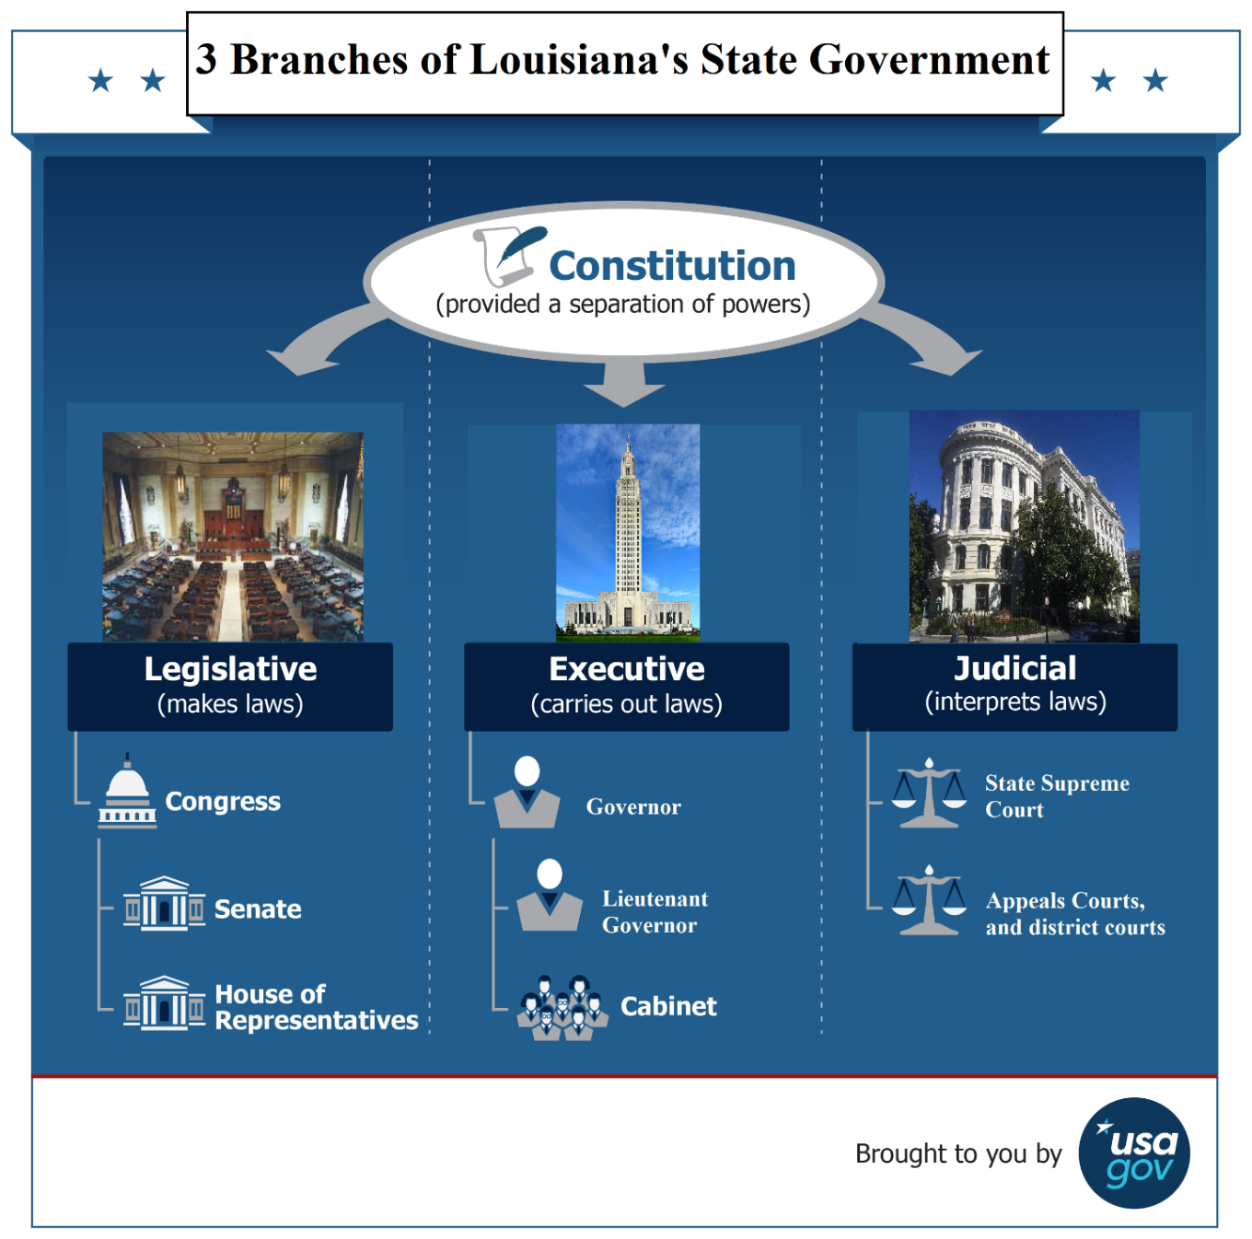 3 Branches of Louisiana's State Government
Constitution
(provided a separation of powers)
Legislative
(makes laws)
Congress
Senate
House of
Representatives
Executive
(carries out laws)
Governor
Lieutenant
Governor
Cabinet
Judicial
(interprets laws)
State Supreme
Court
Appeals Courts,
and district courts
Brought to you by
usa
gov